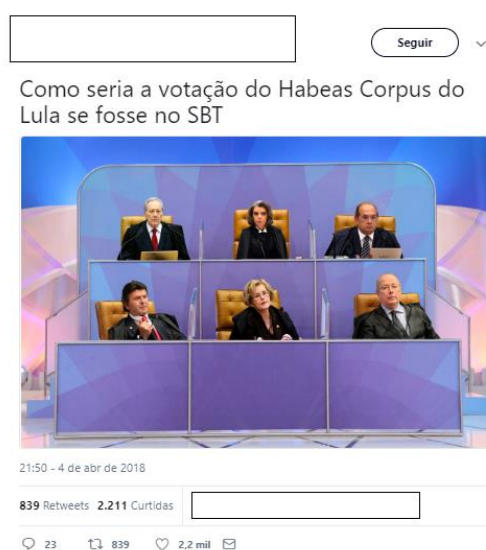 Seguir
Como seria a votação do Habeas Corpus do
Lula se fosse no SBT
21:50 - 4 de abr de 2018
839 Retweets 2.211 Curtidas
23 839 2,2 mil